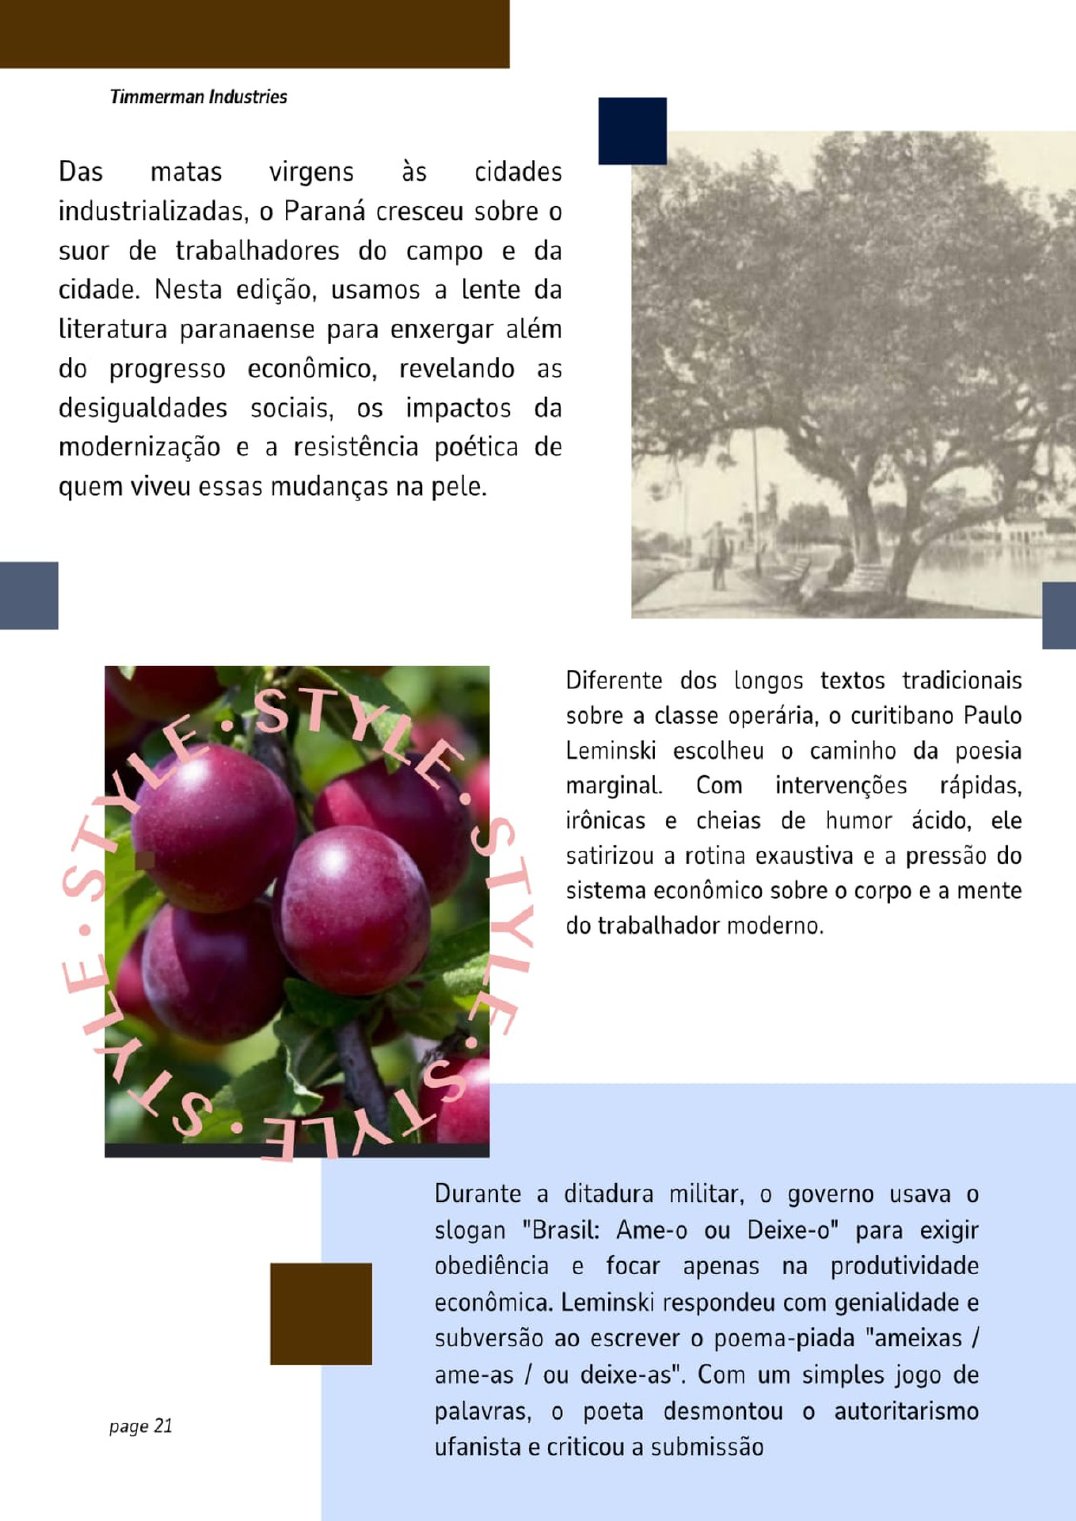 Timmerman Industries
Das matas virgens às cidades
industrializadas, o Paraná cresceu sobre o
suor de trabalhadores do campo e da
cidade. Nesta edição, usamos a lente da
literatura paranaense para enxergar além
do progresso econômico, revelando as
desigualdades sociais, os impactos da
modernização e a resistência poética de
quem viveu essas mudanças na pele.
STYLE · STYLE · STYLE · STYLE · STYLE ·
Diferente dos longos textos tradicionais
sobre a classe operária, o curitibano Paulo
Leminski escolheu o caminho da poesia
marginal. Com intervenções rápidas,
irônicas e cheias de humor ácido, ele
satirizou a rotina exaustiva e a pressão do
sistema econômico sobre o corpo e a mente
do trabalhador moderno.
Durante a ditadura militar, o governo usava o
slogan "Brasil: Ame-o ou Deixe-o" para exigir
obediência e focar apenas na produtividade
econômica. Leminski respondeu com genialidade e
subversão ao escrever o poema-piada "ameixas /
ame-as / ou deixe-as". Com um simples jogo de
palavras, o poeta desmontou o autoritarismo
ufanista e criticou a submissão
page 21